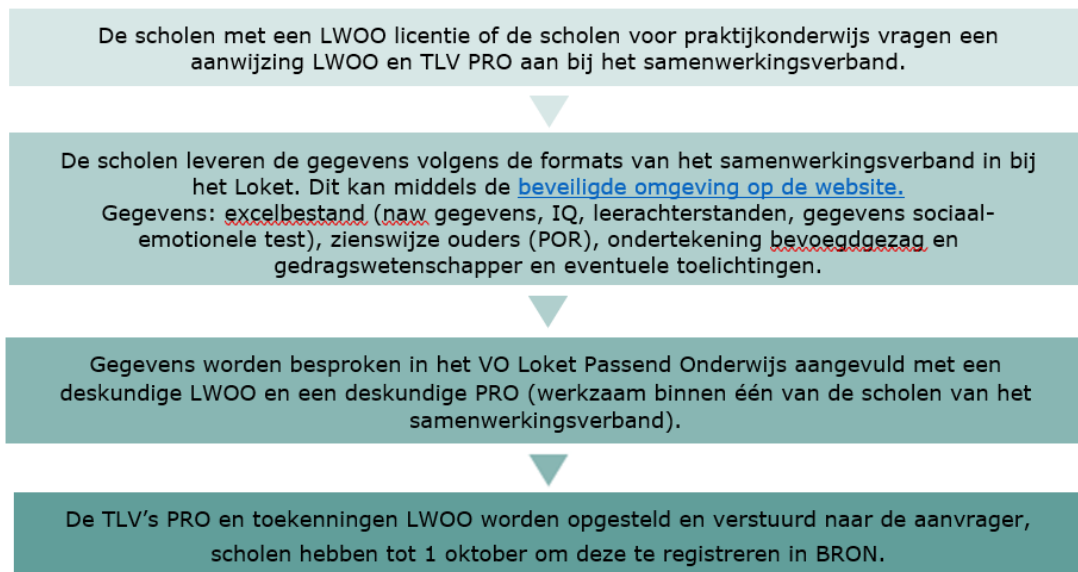 De scholen met een LWOO licentie of de scholen voor praktijkonderwijs vragen een
aanwijzing LWOO en TLV PRO aan bij het samenwerkingsverband.
De scholen leveren de gegevens volgens de formats van het samenwerkingsverband in bij
het Loket. Dit kan middels de beveiligde omgeving op de website.
Gegevens: excelbestand (naw gegevens, IQ, leerachterstanden, gegevens sociaal-
emotionele test), zienswijze ouders (POR), ondertekening bevoegdgezag en
gedragswetenschapper en eventuele toelichtingen.
Gegevens worden besproken in het VO Loket Passend Onderwijs aangevuld met een
deskundige LWOO en een deskundige PRO (werkzaam binnen één van de scholen van het
samenwerkingsverband).
De TLV’s PRO en toekenningen LWOO worden opgesteld en verstuurd naar de aanvrager,
scholen hebben tot 1 oktober om deze te registreren in BRON.